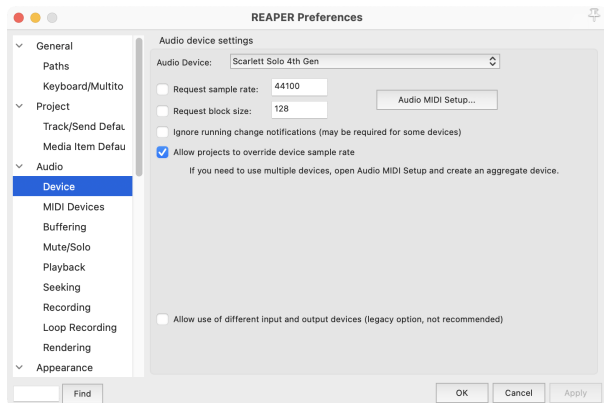 REAPER Preferences
General
Paths
Keyboard/Multito
Project
Track/Send Defau
Media Item Defau
Audio
Device
MIDI Devices
Buffering
Mute/Solo
Playback
Seeking
Recording
Loop Recording
Rendering
Appearance
Find
Audio device settings
Audio Device: Scarlett Solo 4th Gen
Request sample rate: 44100
Audio MIDI Setup...
Request block size: 128
Ignore running change notifications (may be required for some devices)
Allow projects to override device sample rate
If you need to use multiple devices, open Audio MIDI Setup and create an aggregate device.
Allow use of different input and output devices (legacy option, not recommended)
OK Cancel Apply